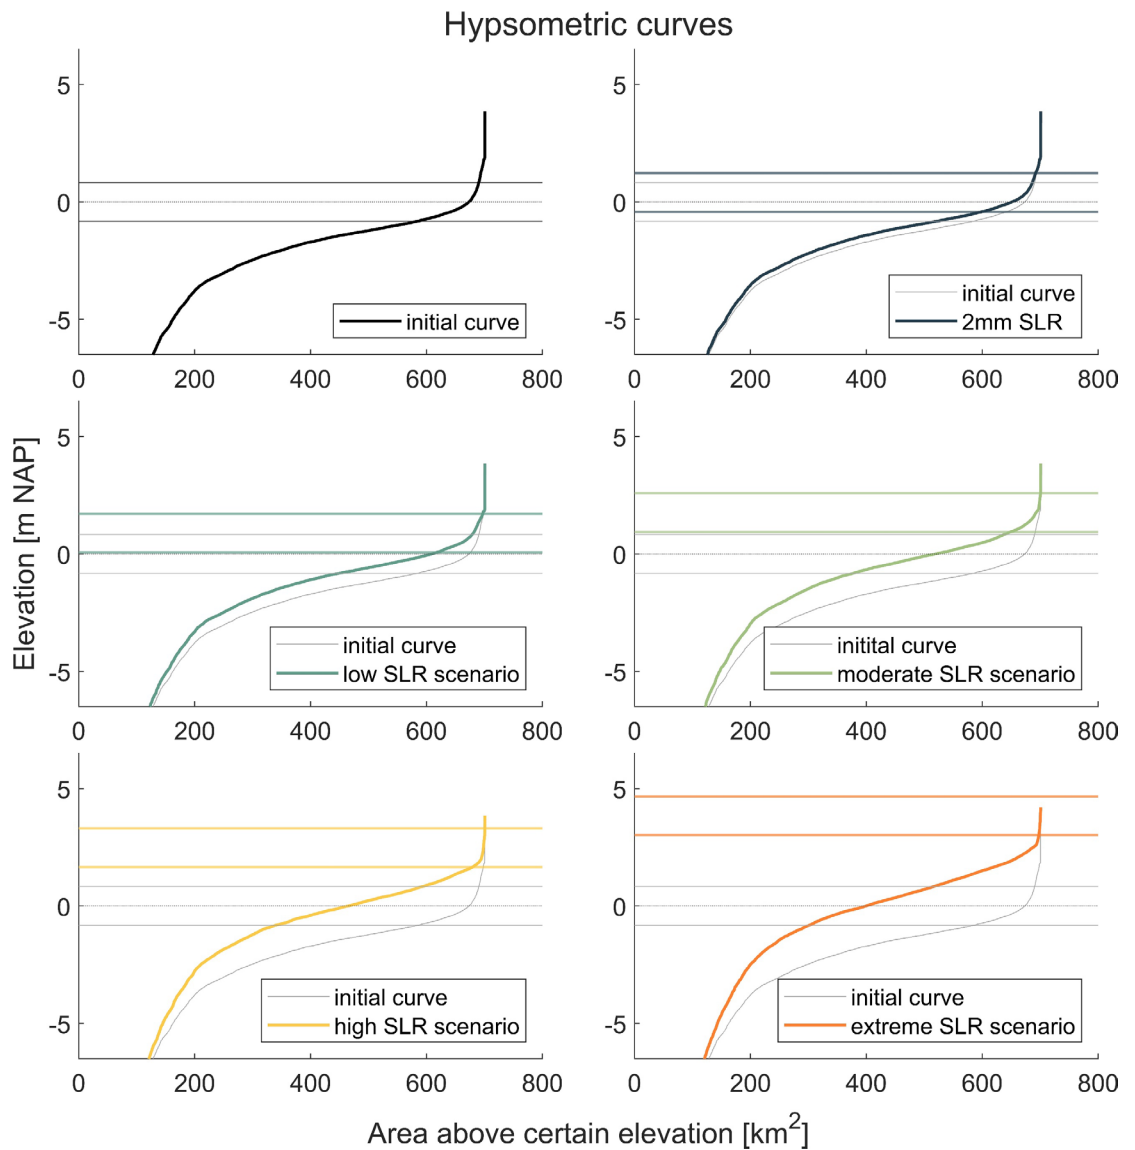 Hypsometric curves
5
0
-5
0 200 400 600 800
initial curve
0 200 400 600 800
5
0
-5
initial curve
2mm SLR
Elevation [m NAP]
5
0
-5
0 200 400 600 800
initial curve
low SLR scenario
5
0
-5
0 200 400 600 800
initital curve
moderate SLR scenario
5
0
-5
0 200 400 600 800
initial curve
high SLR scenario
5
0
-5
0 200 400 600 800
initial curve
extreme SLR scenario
Area above certain elevation [km²]